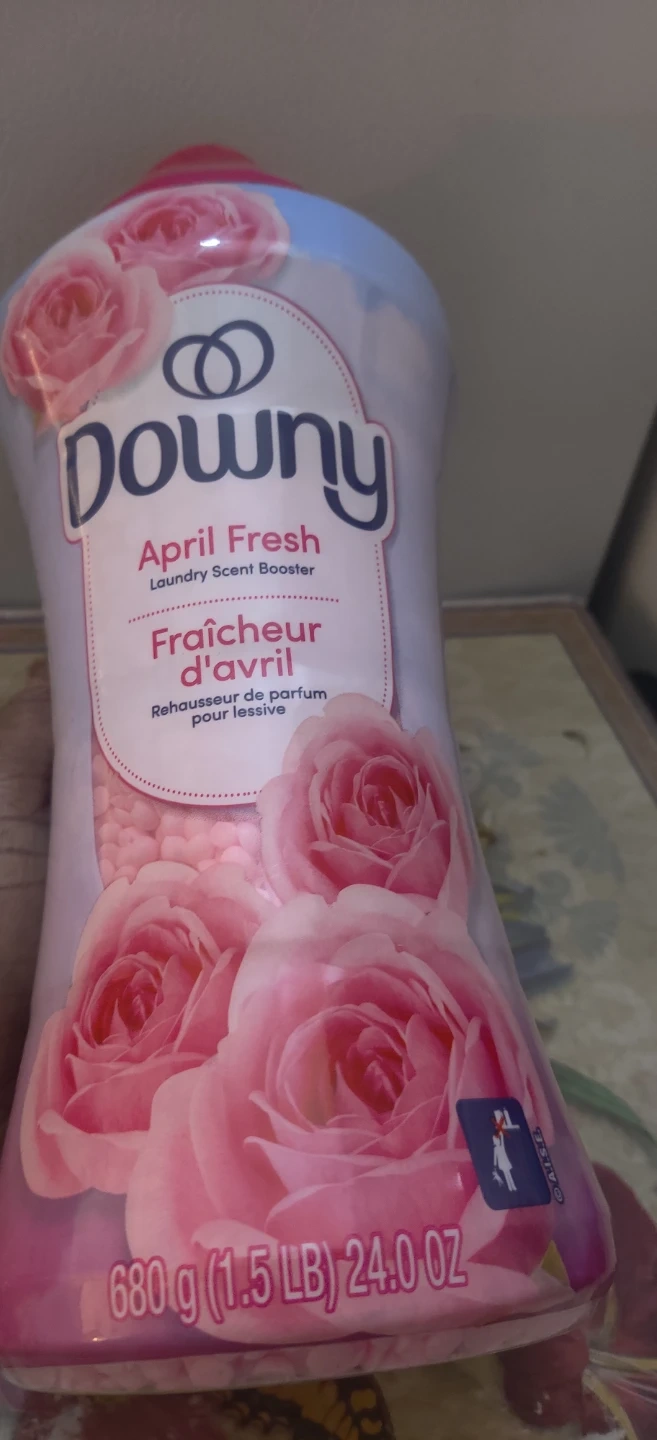 Downy
April Fresh
Laundry Scent Booster
Fraîcheur
d'avril
Rehausseur de parfum
pour lessive
© A.I.S.E.
680 g (1.5 LB) 24.0 OZ